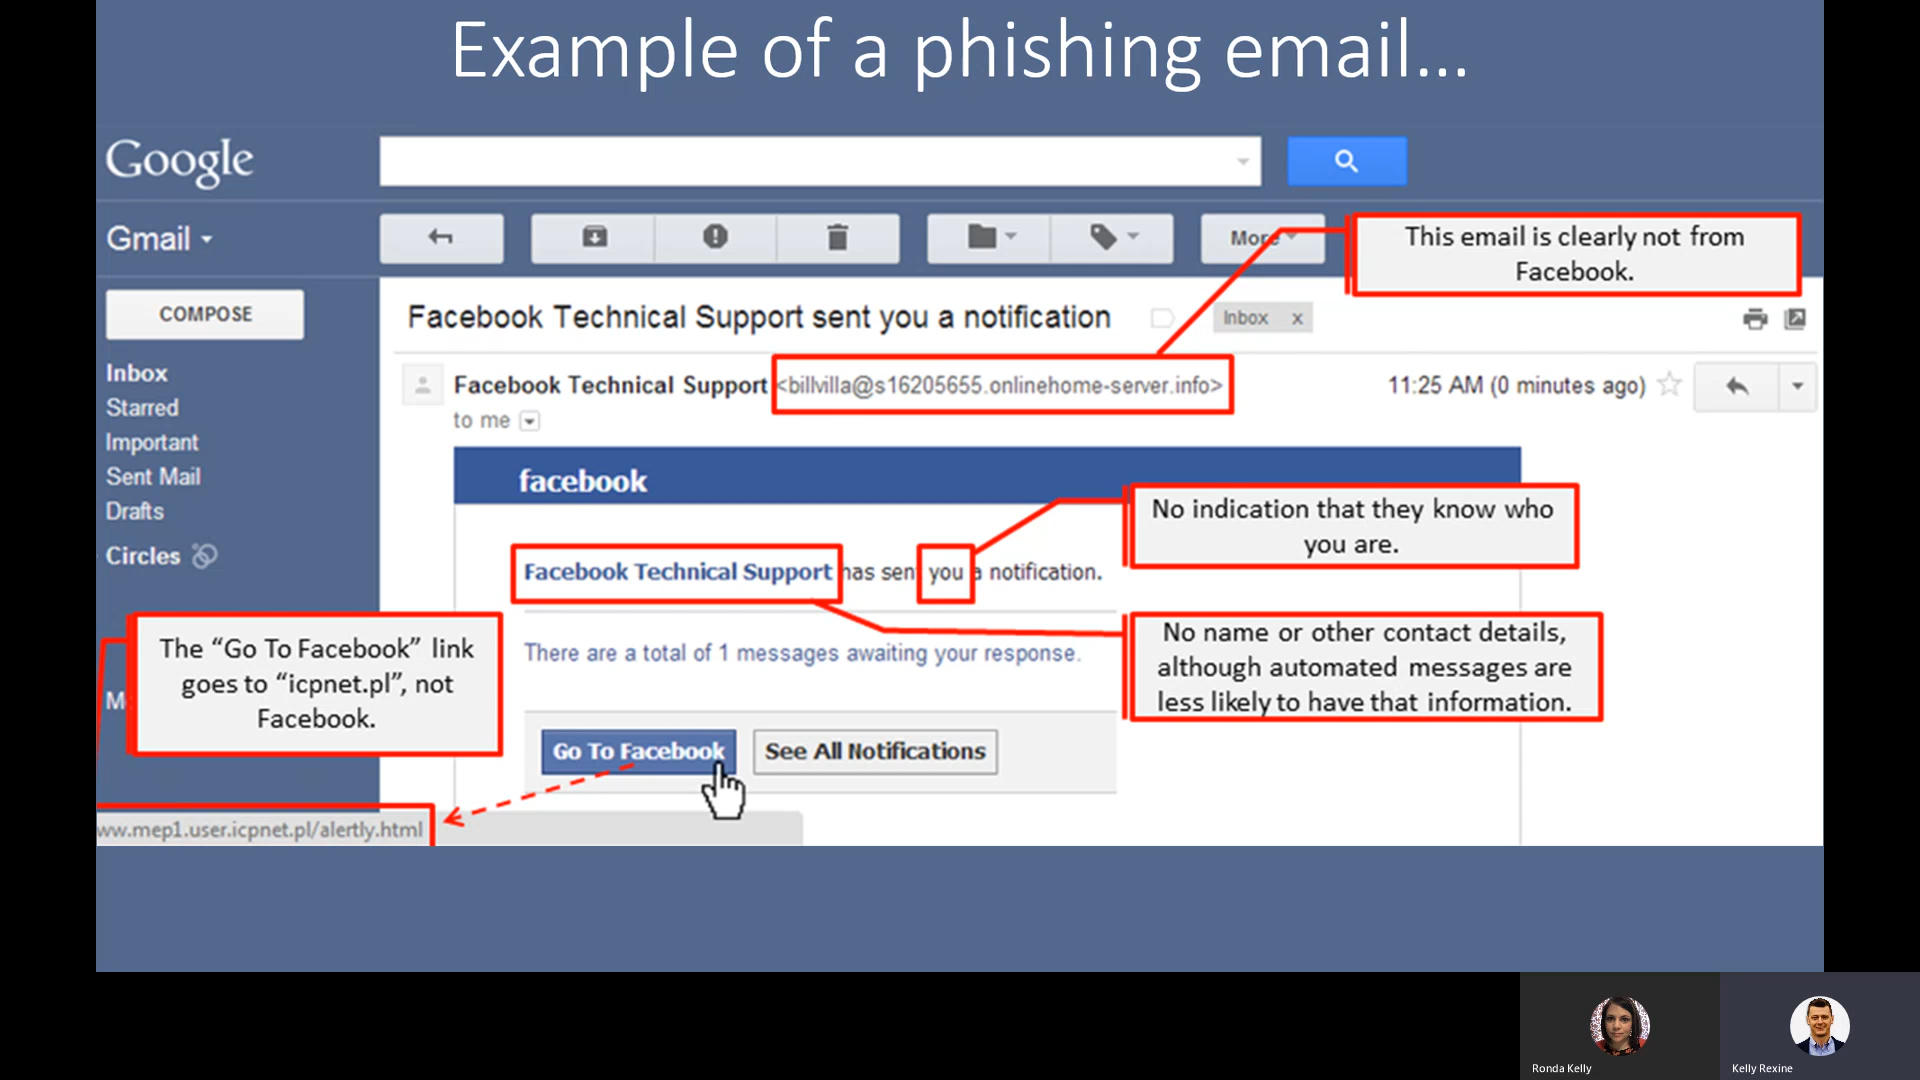 Example of a phishing email...
Google
Gmail
More
This email is clearly not from
Facebook.
COMPOSE
Facebook Technical Support sent you a notification
Inbox x
Inbox
Starred
Important
Sent Mail
Drafts
Circles
Facebook Technical Support <billvilla@s16205655.onlinehome-server.info>
11:25 AM (0 minutes ago)
to me
facebook
No indication that they know who
you are.
Facebook Technical Support has sent you a notification.
The “Go To Facebook” link
goes to “icpnet.pl”, not
Facebook.
No name or other contact details,
although automated messages are
less likely to have that information.
There are a total of 1 messages awaiting your response.
Go To Facebook
See All Notifications
ww.mep1.user.icpnet.pl/alertly.html
Ronda Kelly
Kelly Rexine